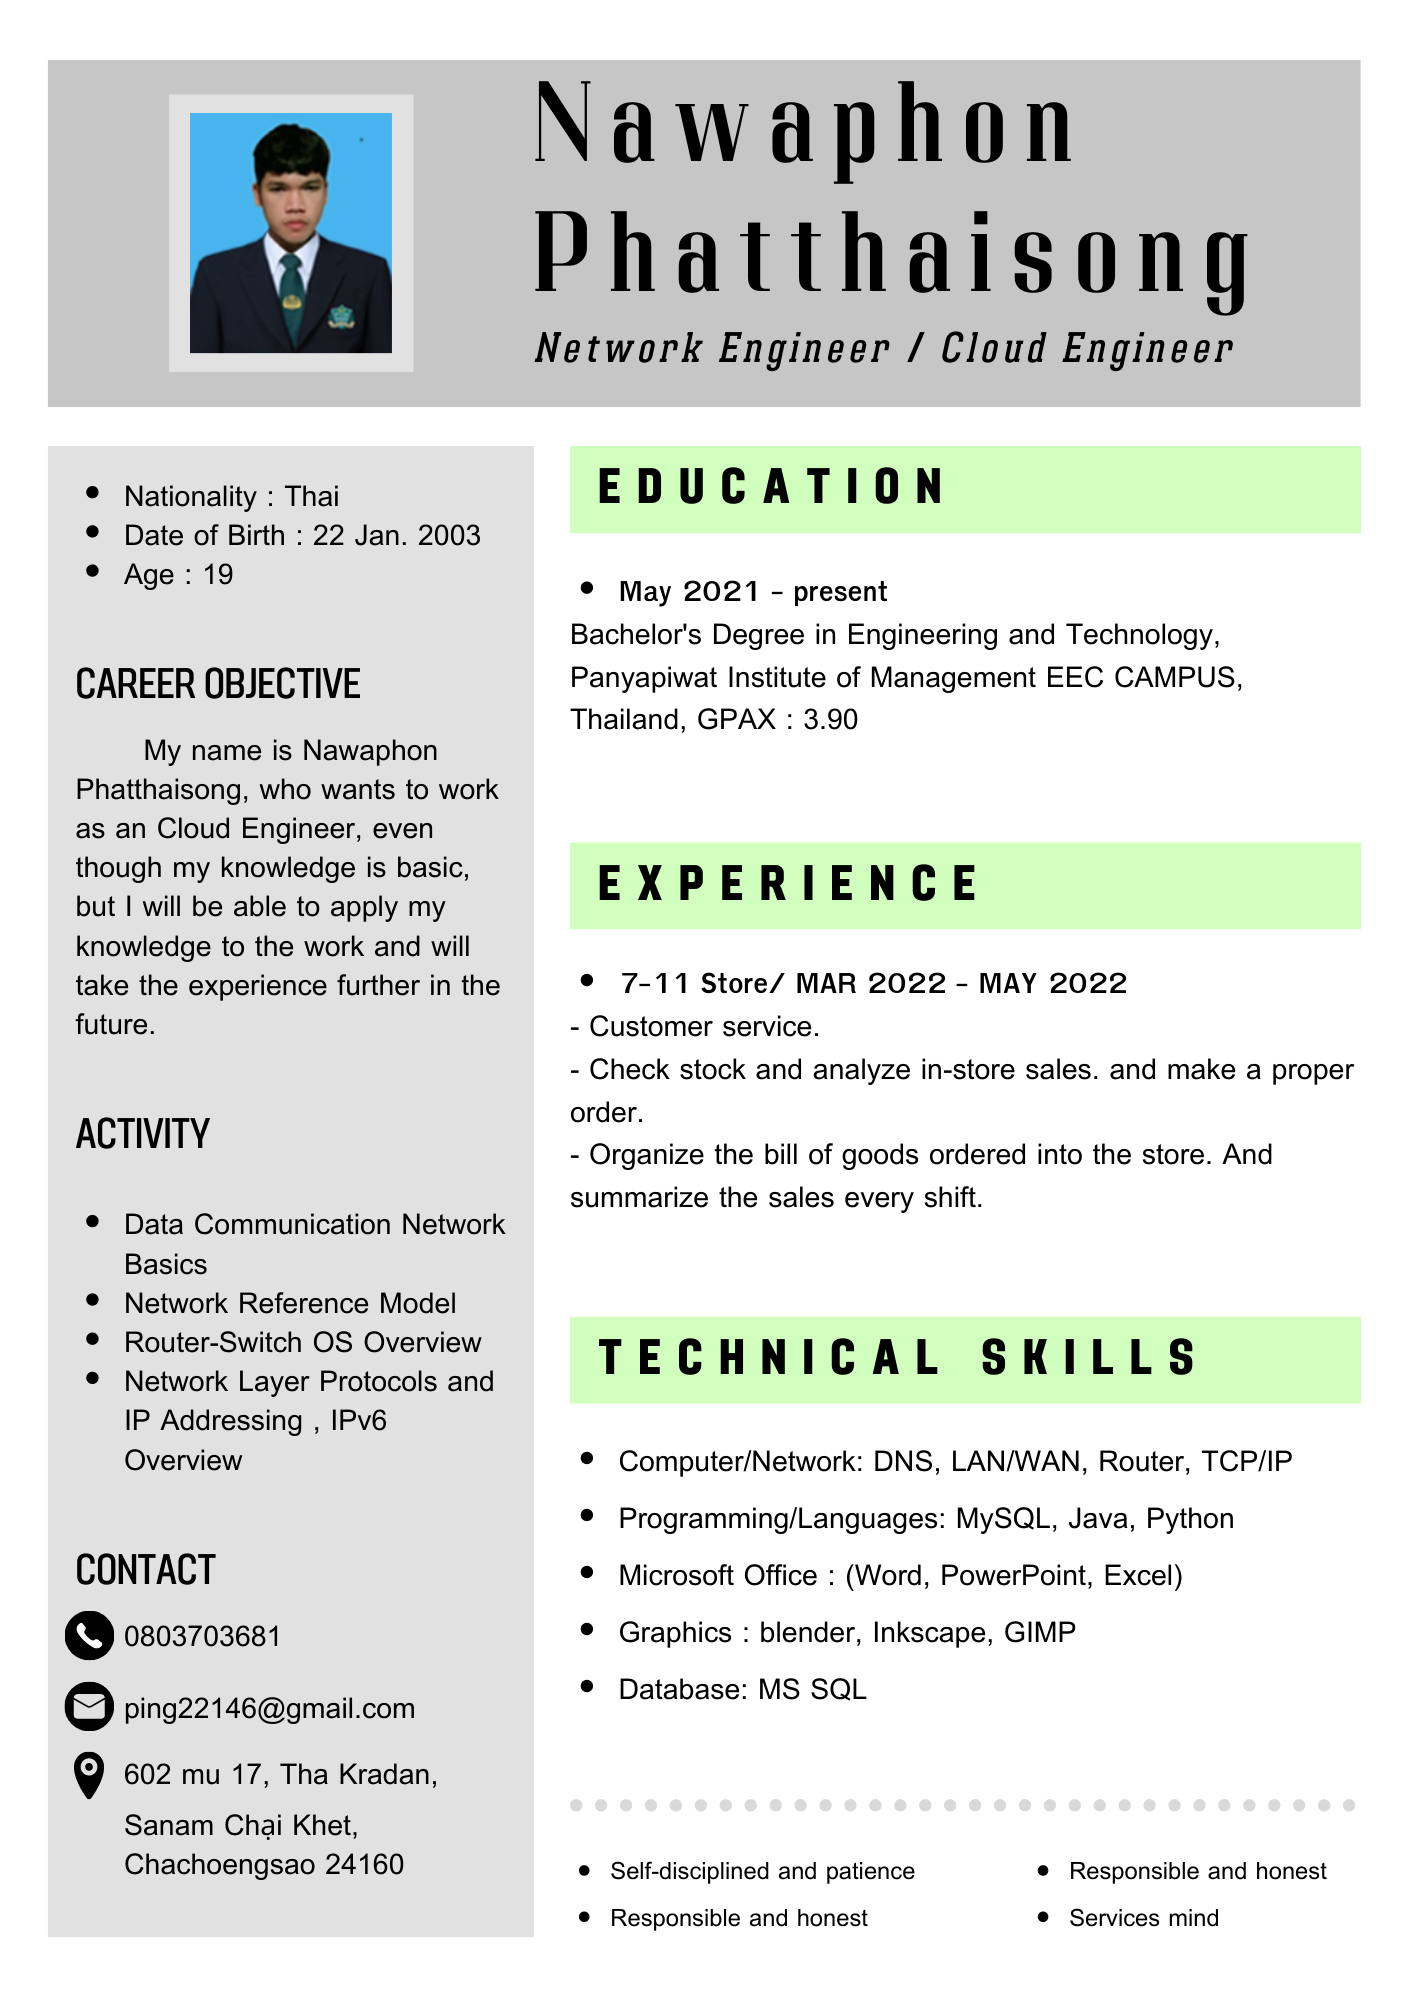 Nawaphon
Phatthaisong
Network Engineer / Cloud Engineer
• Nationality : Thai
• Date of Birth : 22 Jan. 2003
• Age : 19
CAREER OBJECTIVE
My name is Nawaphon
Phatthaisong, who wants to work
as an Cloud Engineer, even
though my knowledge is basic,
but I will be able to apply my
knowledge to the work and will
take the experience further in the
future.
ACTIVITY
• Data Communication Network
Basics
• Network Reference Model
• Router-Switch OS Overview
• Network Layer Protocols and
IP Addressing , IPv6
Overview
CONTACT
0803703681
ping22146@gmail.com
602 mu 17, Tha Kradan,
Sanam Chại Khet,
Chachoengsao 24160
EDUCATION
• May 2021 - present
Bachelor's Degree in Engineering and Technology,
Panyapiwat Institute of Management EEC CAMPUS,
Thailand, GPAX : 3.90
EXPERIENCE
• 7-11 Store/ MAR 2022 - MAY 2022
- Customer service.
- Check stock and analyze in-store sales. and make a proper
order.
- Organize the bill of goods ordered into the store. And
summarize the sales every shift.
TECHNICAL SKILLS
• Computer/Network: DNS, LAN/WAN, Router, TCP/IP
• Programming/Languages: MySQL, Java, Python
• Microsoft Office : (Word, PowerPoint, Excel)
• Graphics : blender, Inkscape, GIMP
• Database: MS SQL
• Self-disciplined and patience
• Responsible and honest
• Responsible and honest
• Services mind